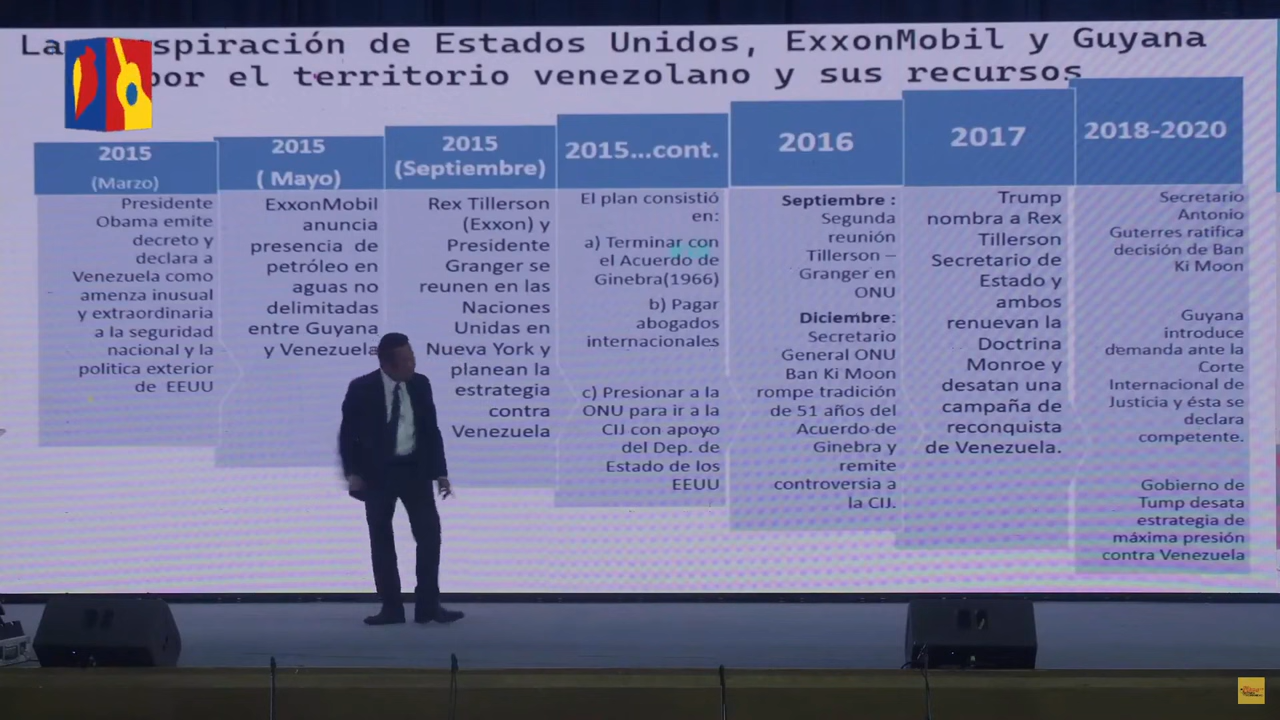 La spiración de Estados Unidos, ExxonMobil y Guyana
por el territorio venezolano y sus recursos
2015
(Marzo)
Presidente
Obama emite
decreto y
declara a
Venezuela como
amenza inusual
y extraordinaria
a la seguridad
nacional y la
política exterior
de EEUU
2015
( Mayo)
ExxonMobil
anuncia
presencia de
petróleo en
aguas no
delimitadas
entre Guyana
y Venezuela
2015
(Septiembre)
Rex Tillerson
(Exxon) y
Presidente
Granger se
reunen en las
Naciones
Unidas en
Nueva York y
planean la
estrategia
contra
Venezuela
2015...cont.
El plan consistió
en:
a) Terminar con
el Acuerdo de
Ginebra(1966)
b) Pagar
abogados
internacionales
c) Presionar a la
ONU para ir a la
CIJ con apoyo
del Dep. de
Estado de los
EEUU
2016
Septiembre :
Segunda
reunión
Tillerson –
Granger en
ONU
Diciembre:
Secretario
General ONU
Ban Ki Moon
rompe tradición
de 51 años del
Acuerdo de
Ginebra y
remite
controversia a
la CIJ.
2017
Trump
nombra a Rex
Tillerson
Secretario de
Estado y
ambos
renuevan la
Doctrina
Monroe y
desatan una
campaña de
reconquista
de Venezuela.
2018-2020
Secretario
Antonio
Guterres ratifica
decisión de Ban
Ki Moon
Guyana
introduce
demanda ante la
Corte
Internacional de
Justicia y ésta se
declara
competente.
Gobierno de
Tump desata
estrategia de
máxima presión
contra Venezuela